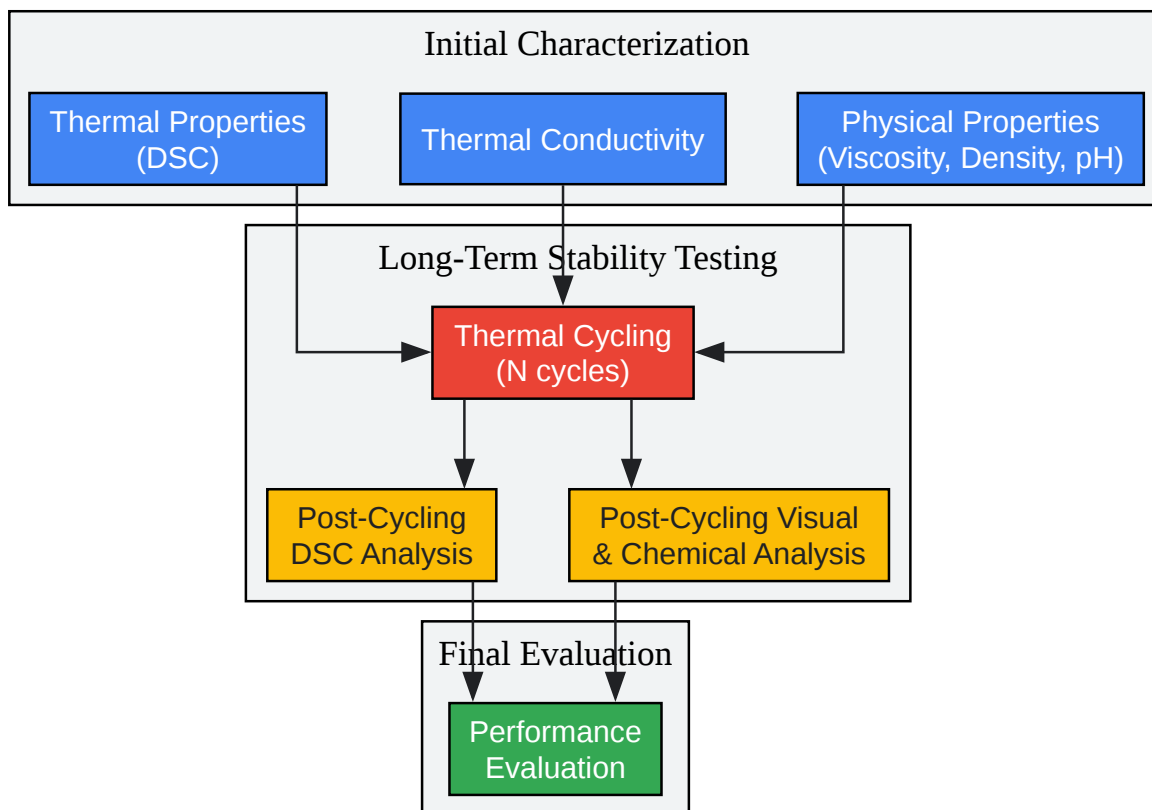 Initial Characterization
Thermal Properties
(DSC)
Thermal Conductivity
Physical Properties
(Viscosity, Density, pH)
Long-Term Stability Testing
Thermal Cycling
(N cycles)
Post-Cycling
DSC Analysis
Post-Cycling Visual
& Chemical Analysis
Final Evaluation
Performance
Evaluation